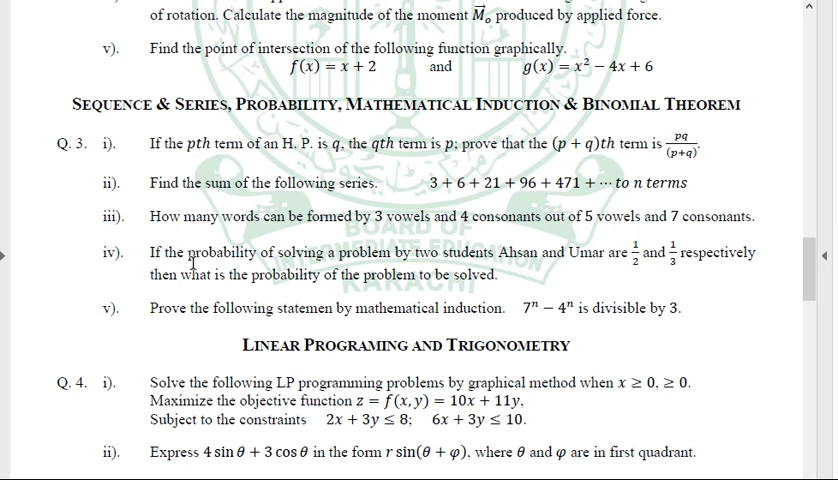 of rotation. Calculate the magnitude of the moment M⃗ₒ produced by applied force.
v). Find the point of intersection of the following function graphically.
f(x) = x + 2 and g(x) = x² − 4x + 6
SEQUENCE & SERIES, PROBABILITY, MATHEMATICAL INDUCTION & BINOMIAL THEOREM
Q. 3. i). If the pth term of an H. P. is q, the qth term is p; prove that the (p + q)th term is pq/(p+q).
ii). Find the sum of the following series. 3 + 6 + 21 + 96 + 471 + ⋯ to n terms
iii). How many words can be formed by 3 vowels and 4 consonants out of 5 vowels and 7 consonants.
BOARD OF
iv). If the probability of solving a problem by two students Ahsan and Umar are 1/2 and 1/3 respectively
INTERMEDIATE EDUCATION
then what is the probability of the problem to be solved.
KARACHI
v). Prove the following statemen by mathematical induction. 7ⁿ − 4ⁿ is divisible by 3.
LINEAR PROGRAMING AND TRIGONOMETRY
Q. 4. i). Solve the following LP programming problems by graphical method when x ≥ 0, ≥ 0.
Maximize the objective function z = f(x, y) = 10x + 11y,
Subject to the constraints 2x + 3y ≤ 8; 6x + 3y ≤ 10.
ii). Express 4 sin θ + 3 cos θ in the form r sin(θ + φ), where θ and φ are in first quadrant.